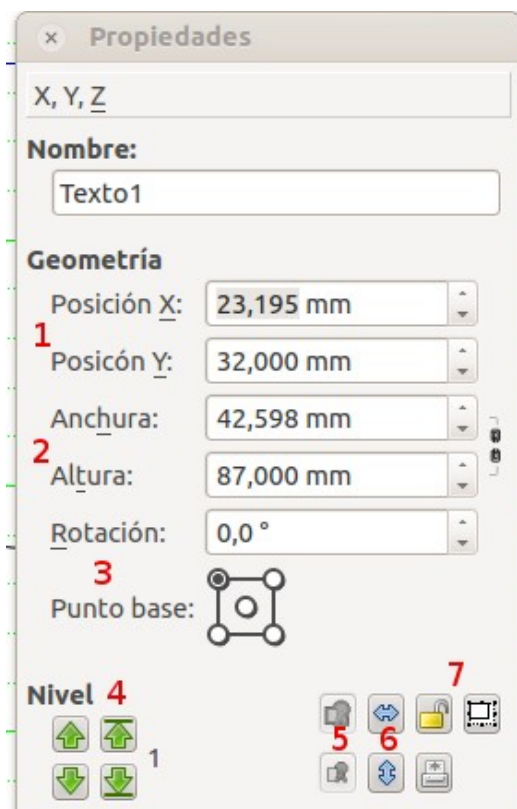 Propiedades
X, Y, Z
Nombre:
Texto1
Geometría
Posición X: 23,195 mm
1
Posicón Y: 32,000 mm
Anchura: 42,598 mm
2
Altura: 87,000 mm
Rotación: 0,0 °
3
Punto base:
Nivel 4
7
1
5 6